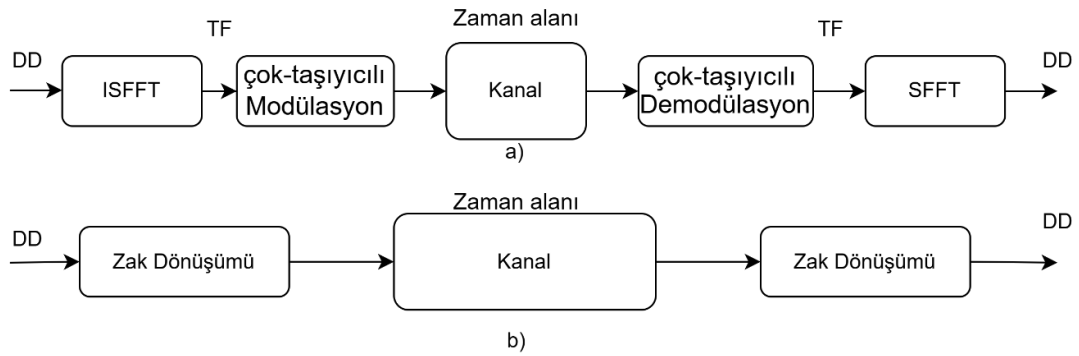 Zaman alanı
TF
TF
DD
DD
ISFFT
çok-taşıyıcılı
Modülasyon
Kanal
çok-taşıyıcılı
Demodülasyon
SFFT
a)
Zaman alanı
DD
DD
Zak Dönüşümü
Kanal
Zak Dönüşümü
b)